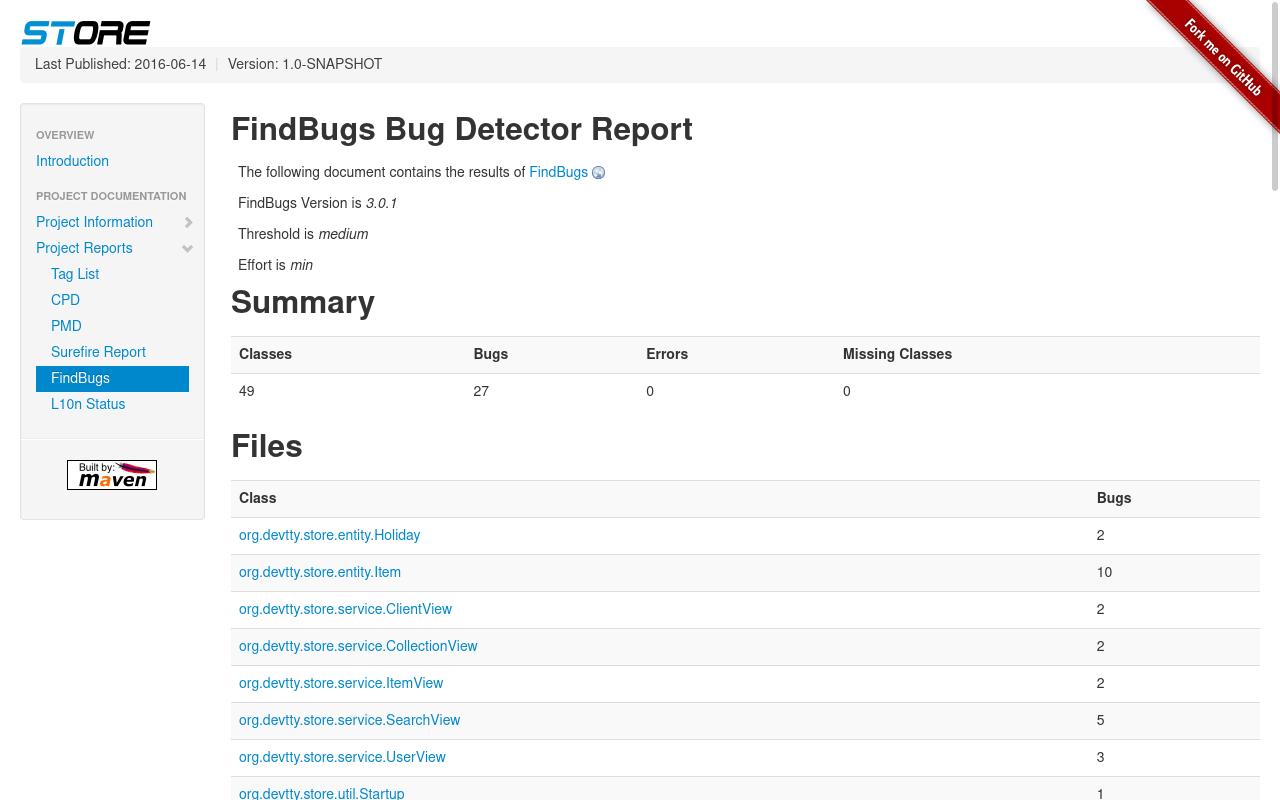 STORE
Fork me on GitHub
Last Published: 2016-06-14 | Version: 1.0-SNAPSHOT
OVERVIEW
Introduction
PROJECT DOCUMENTATION
Project Information
Project Reports
Tag List
CPD
PMD
Surefire Report
FindBugs
L10n Status
Built by:
maven
FindBugs Bug Detector Report
The following document contains the results of FindBugs
FindBugs Version is 3.0.1
Threshold is medium
Effort is min
Summary
Classes Bugs Errors Missing Classes
49 27 0 0
Files
Class Bugs
org.devtty.store.entity.Holiday 2
org.devtty.store.entity.Item 10
org.devtty.store.service.ClientView 2
org.devtty.store.service.CollectionView 2
org.devtty.store.service.ItemView 2
org.devtty.store.service.SearchView 5
org.devtty.store.service.UserView 3
org.devtty.store.util.Startup 1